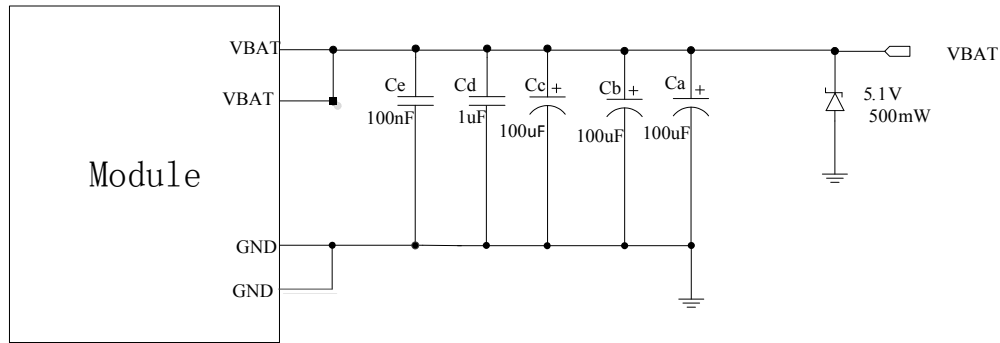 VBAT
VBAT
VBAT
Ce
Cd
Cc +
Cb +
Ca +
100nF
1uF
100uF
100uF
100uF
5.1V
500mW
Module
GND
GND